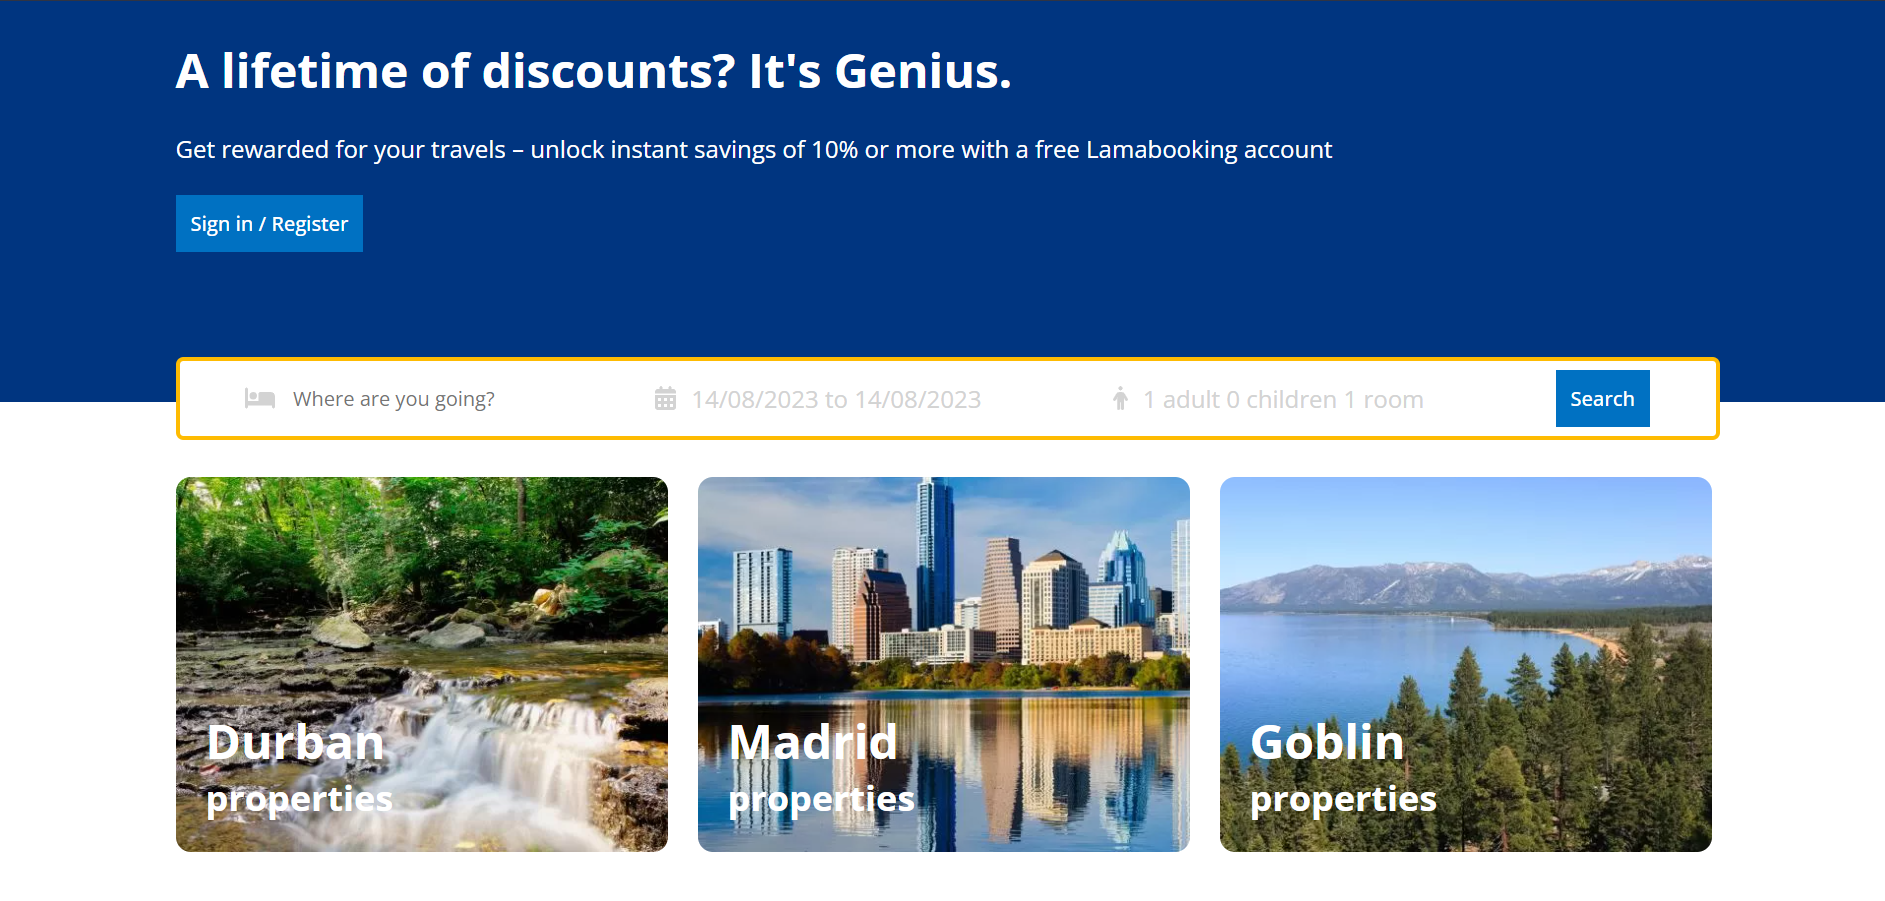 A lifetime of discounts? It's Genius.
Get rewarded for your travels – unlock instant savings of 10% or more with a free Lamabooking account
Sign in / Register
Where are you going?
14/08/2023 to 14/08/2023
1 adult 0 children 1 room
Search
Durban
properties
Madrid
properties
Goblin
properties